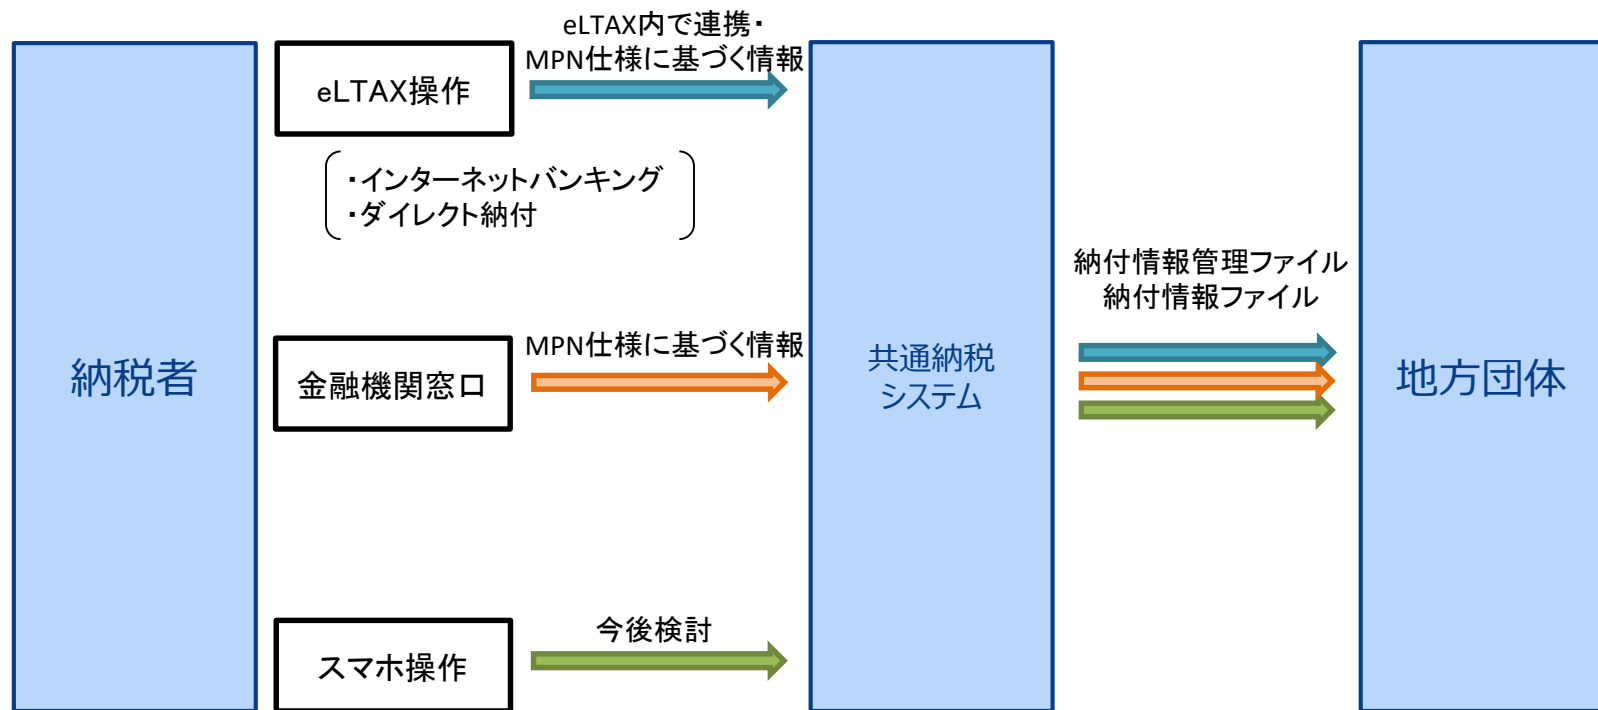 納税者
eLTAX操作
eLTAX内で連携・
MPN仕様に基づく情報
・インターネットバンキング
・ダイレクト納付
金融機関窓口
MPN仕様に基づく情報
スマホ操作
今後検討
共通納税
システム
納付情報管理ファイル
納付情報ファイル
地方団体